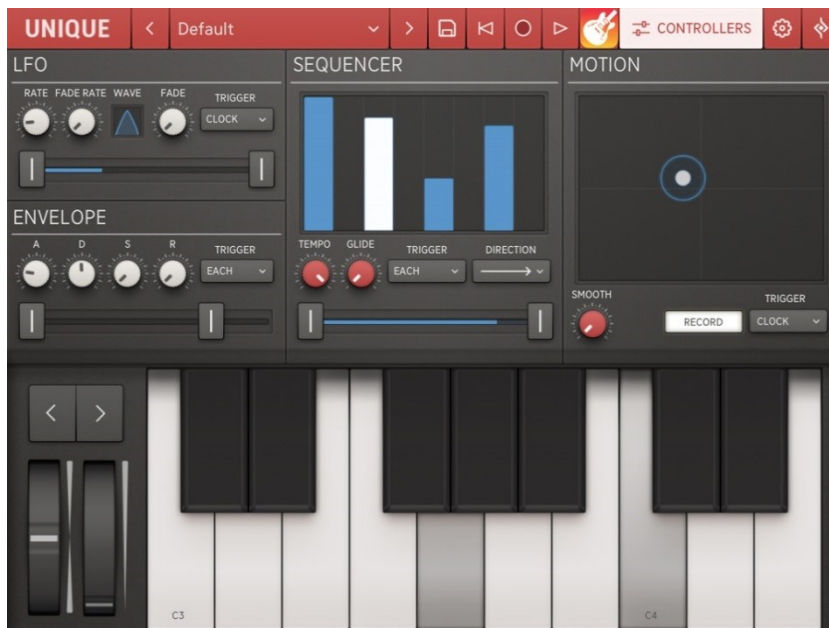 UNIQUE Default CONTROLLERS
LFO
RATE FADE RATE WAVE FADE TRIGGER
CLOCK
ENVELOPE
A D S R TRIGGER
EACH
SEQUENCER
TEMPO GLIDE TRIGGER DIRECTION
EACH
MOTION
SMOOTH TRIGGER
RECORD CLOCK
C3 C4